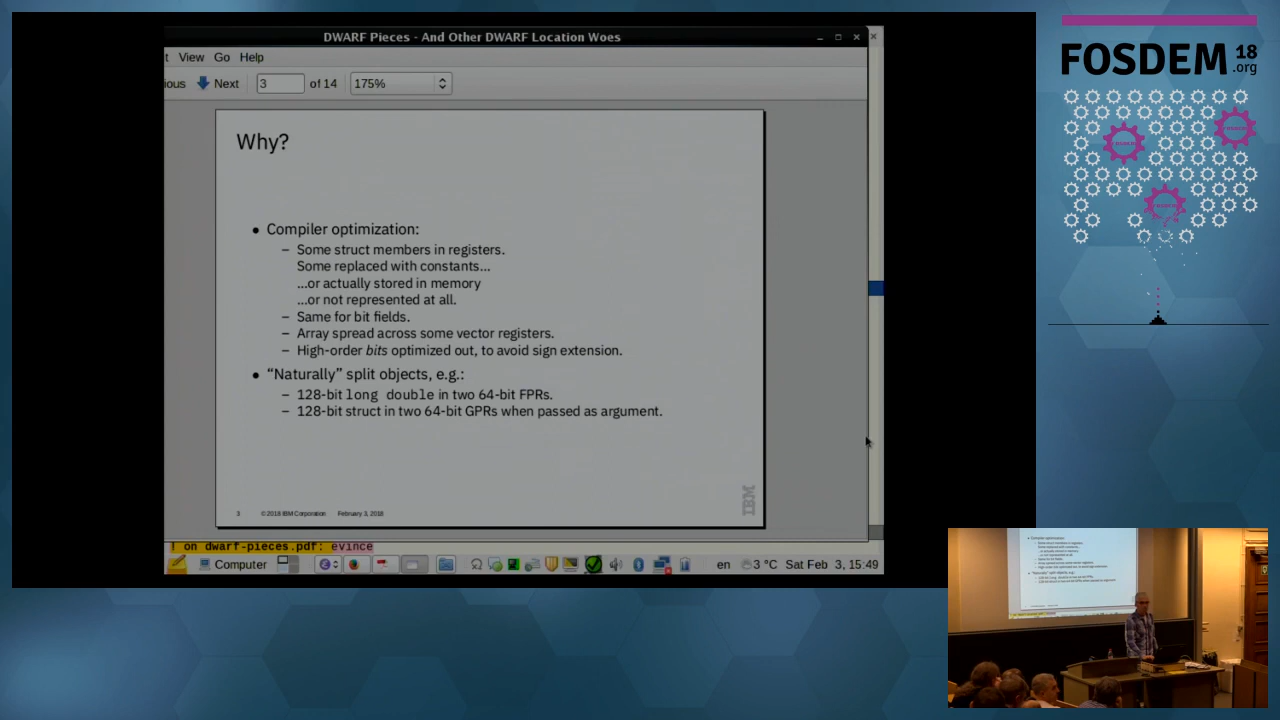 DWARF Pieces - And Other DWARF Location Woes
t View Go Help
ious Next 3 of 14 175%
Why?
• Compiler optimization:
– Some struct members in registers.
Some replaced with constants...
...or actually stored in memory
...or not represented at all.
– Same for bit fields.
– Array spread across some vector registers.
– High-order bits optimized out, to avoid sign extension.
• “Naturally” split objects, e.g.:
– 128-bit long double in two 64-bit FPRs.
– 128-bit struct in two 64-bit GPRs when passed as argument.
3 © 2018 IBM Corporation February 3, 2018
IBM
on dwarf-pieces.pdf: vince
Computer en 3 °C Sat Feb 3, 15:49
FOSDEM 18
.org